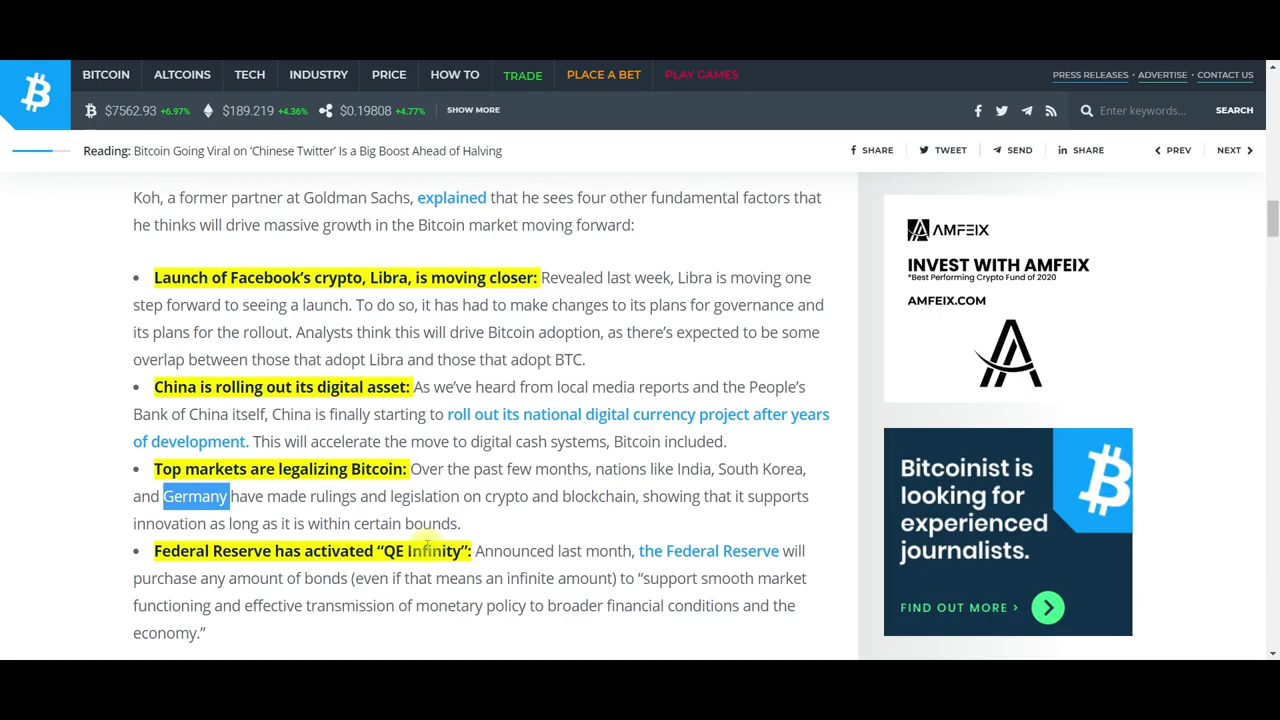 BITCOIN ALTCOINS TECH INDUSTRY PRICE HOW TO TRADE PLACE A BET PLAY GAMES PRESS RELEASES • ADVERTISE • CONTACT US
$7562.93 +6.97% $189.219 +4.36% $0.19808 +4.77% SHOW MORE Enter keywords... SEARCH
Reading: Bitcoin Going Viral on ‘Chinese Twitter’ Is a Big Boost Ahead of Halving SHARE TWEET SEND SHARE PREV NEXT
Koh, a former partner at Goldman Sachs, explained that he sees four other fundamental factors that
he thinks will drive massive growth in the Bitcoin market moving forward:
• Launch of Facebook’s crypto, Libra, is moving closer: Revealed last week, Libra is moving one
step forward to seeing a launch. To do so, it has had to make changes to its plans for governance and
its plans for the rollout. Analysts think this will drive Bitcoin adoption, as there’s expected to be some
overlap between those that adopt Libra and those that adopt BTC.
• China is rolling out its digital asset: As we’ve heard from local media reports and the People’s
Bank of China itself, China is finally starting to roll out its national digital currency project after years
of development. This will accelerate the move to digital cash systems, Bitcoin included.
• Top markets are legalizing Bitcoin: Over the past few months, nations like India, South Korea,
and Germany have made rulings and legislation on crypto and blockchain, showing that it supports
innovation as long as it is within certain bounds.
• Federal Reserve has activated “QE Infinity”: Announced last month, the Federal Reserve will
purchase any amount of bonds (even if that means an infinite amount) to “support smooth market
functioning and effective transmission of monetary policy to broader financial conditions and the
economy.”
AMFEIX
INVEST WITH AMFEIX
*Best Performing Crypto Fund of 2020
AMFEIX.COM
Bitcoinist is
looking for
experienced
journalists.
FIND OUT MORE >